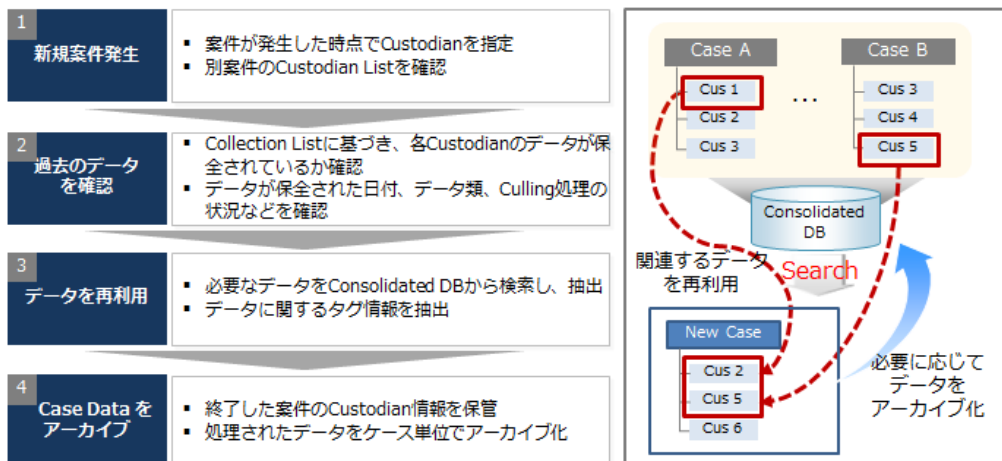 1
新規案件発生
▪ 案件が発生した時点でCustodianを指定
▪ 別案件のCustodian Listを確認
2
過去のデータ
を確認
▪ Collection Listに基づき、各Custodianのデータが保
全されているか確認
▪ データが保全された日付、データ類、Culling処理の
状況などを確認
3
データを再利用
▪ 必要なデータをConsolidated DBから検索し、抽出
▪ データに関するタグ情報を抽出
4
Case Data を
アーカイブ
▪ 終了した案件のCustodian情報を保管
▪ 処理されたデータをケース単位でアーカイブ化
Case A
Cus 1
Cus 2
Cus 3
...
Case B
Cus 3
Cus 4
Cus 5
Consolidated
DB
関連するデータ
を再利用
Search
New Case
Cus 2
Cus 5
Cus 6
必要に応じて
データを
アーカイブ化